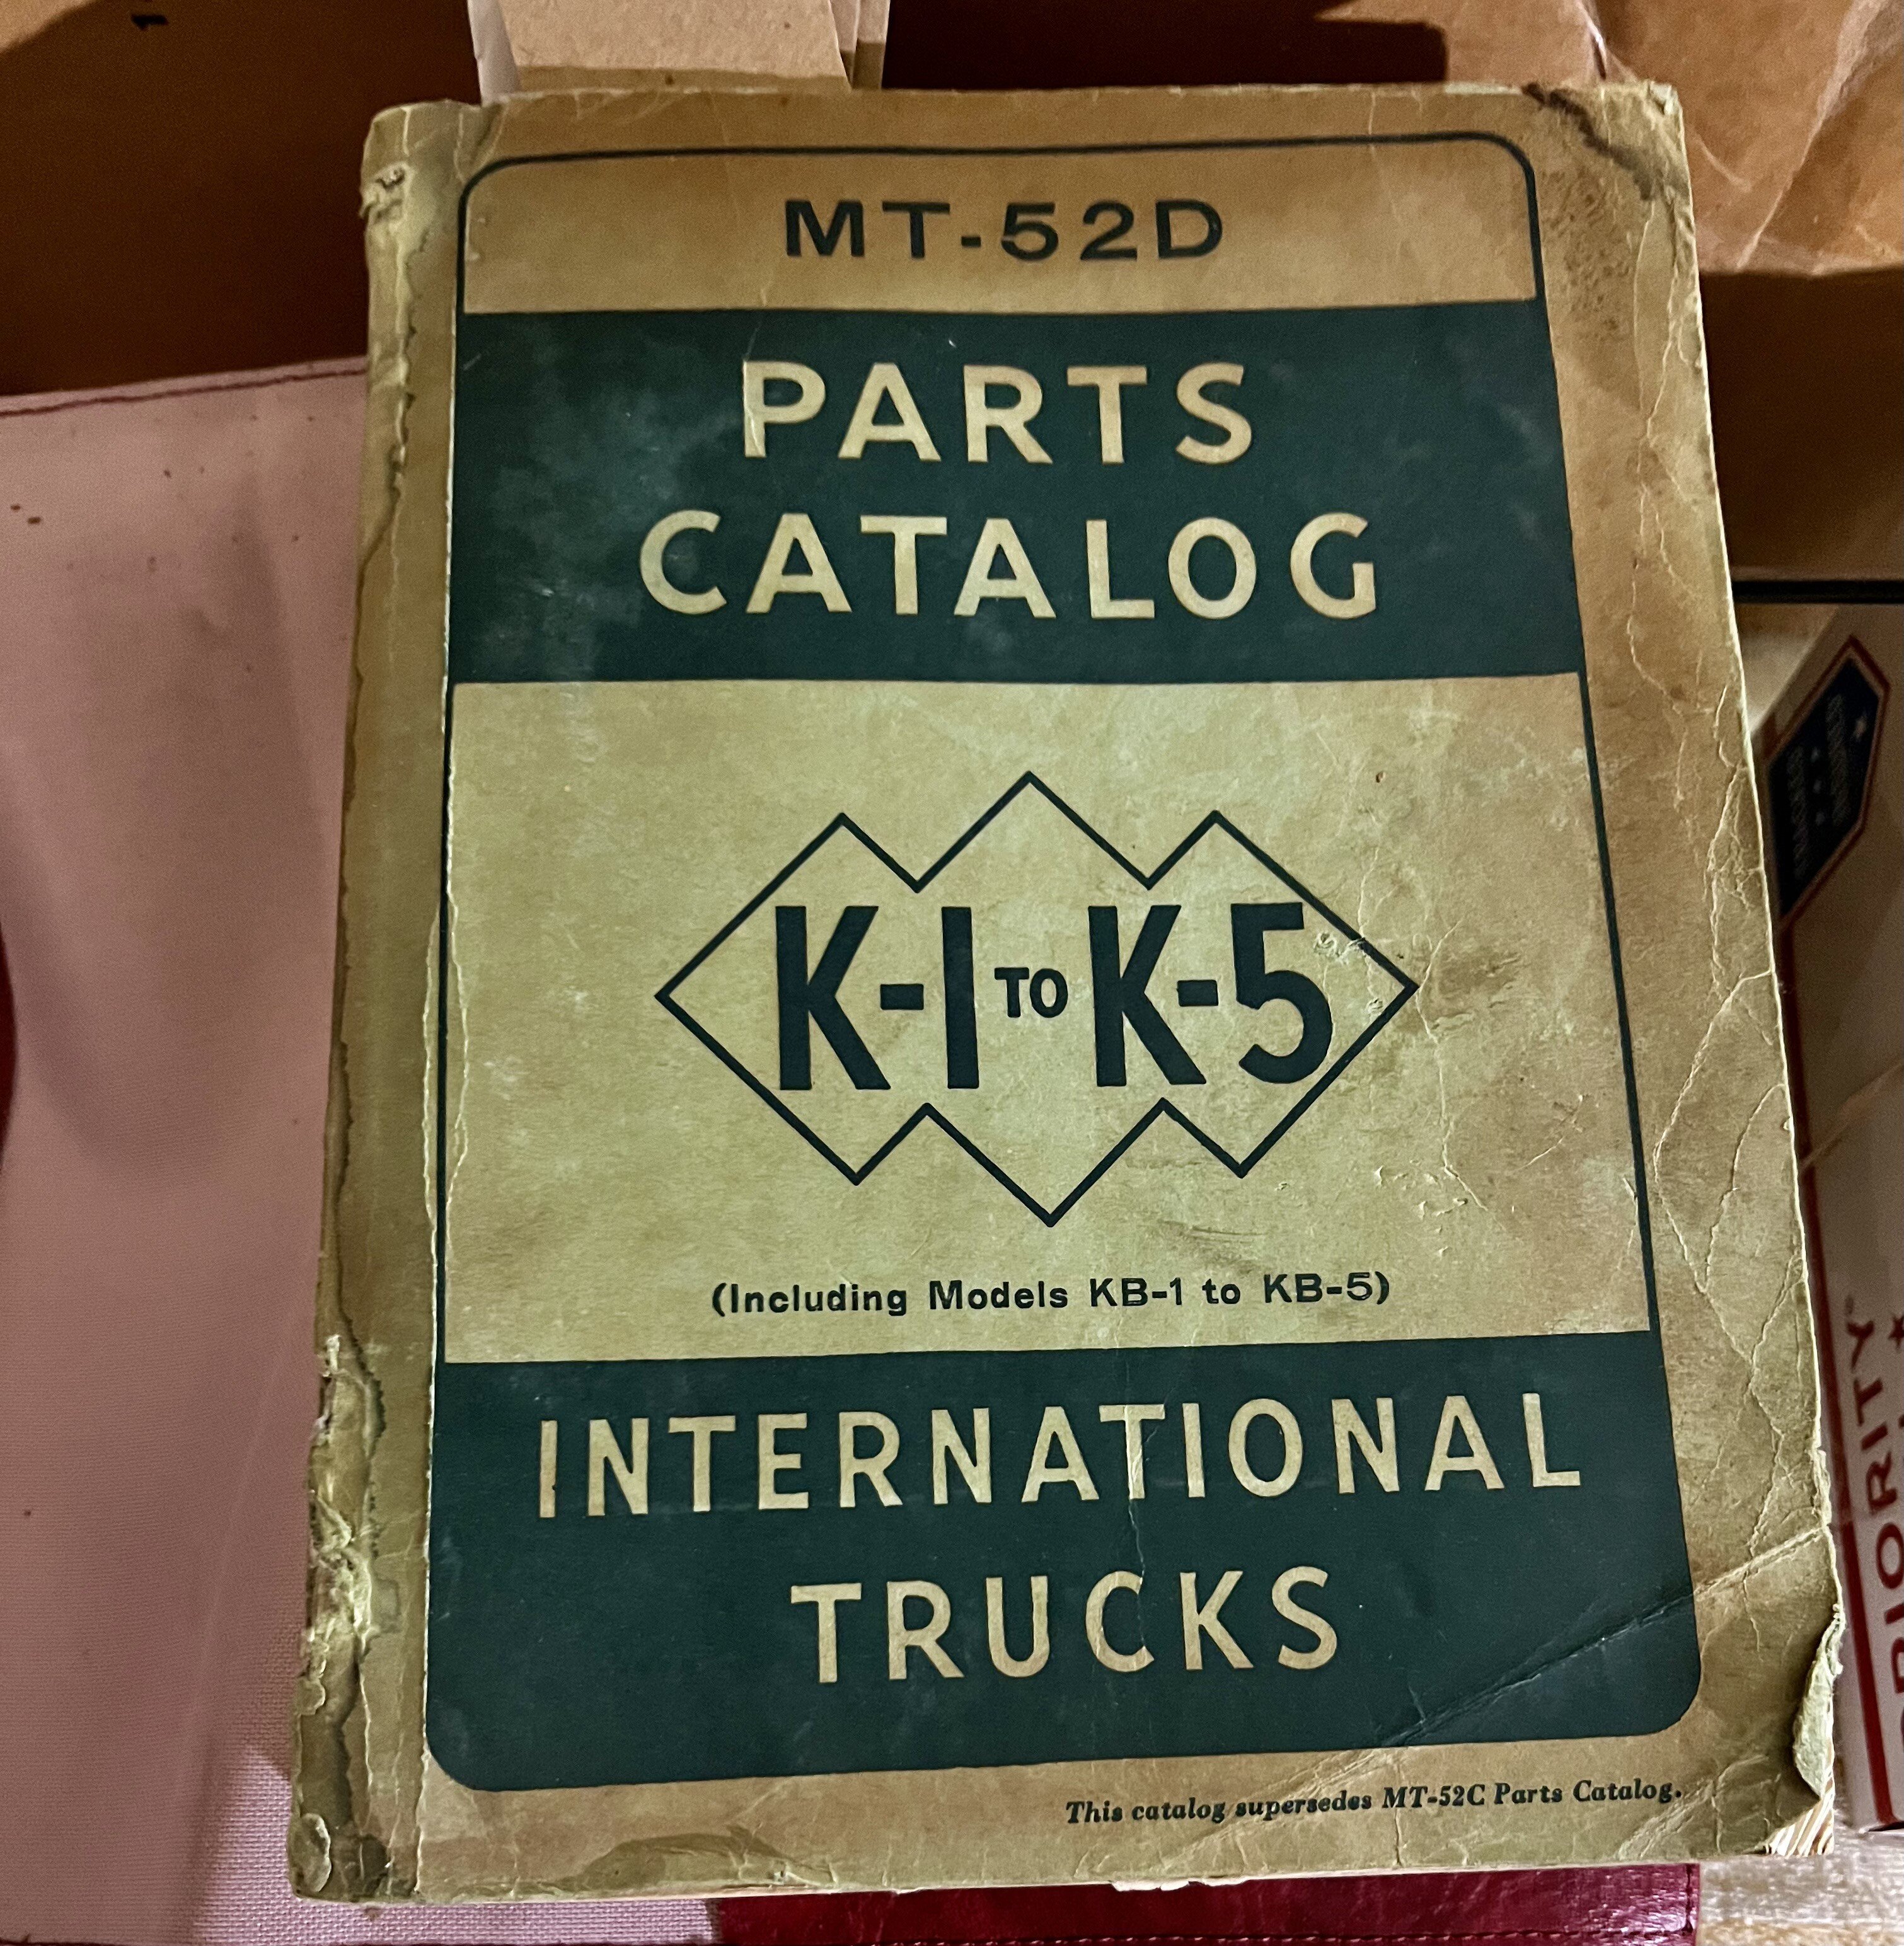 MT-52D
PARTS
CATALOG
K-1 TO K-5
(Including Models KB-1 to KB-5)
INTERNATIONAL
TRUCKS
This catalog supersedes MT-52C Parts Catalog.
PRIORITY